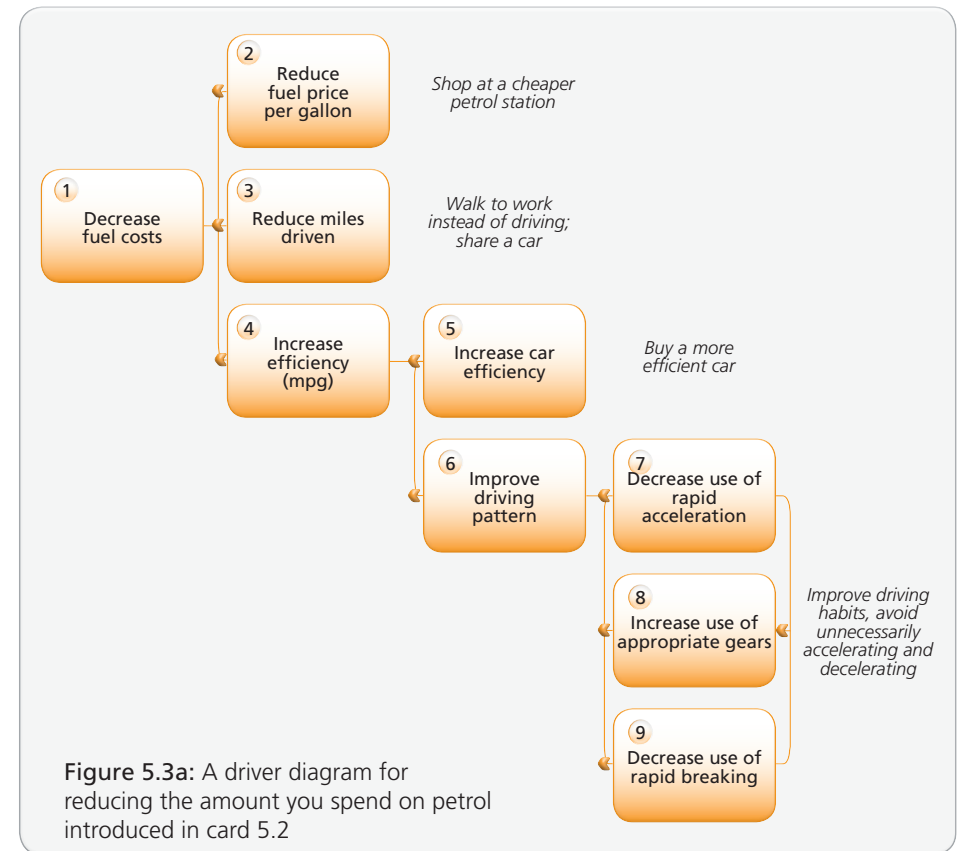 2
Reduce
fuel price
per gallon
Shop at a cheaper
petrol station
1
Decrease
fuel costs
3
Reduce miles
driven
Walk to work
instead of driving;
share a car
4
Increase
efficiency
(mpg)
5
Increase car
efficiency
Buy a more
efficient car
6
Improve
driving
pattern
7
Decrease use of
rapid
acceleration
8
Increase use of
appropriate gears
Improve driving
habits, avoid
unnecessarily
accelerating and
decelerating
9
Decrease use of
rapid breaking
Figure 5.3a: A driver diagram for
reducing the amount you spend on petrol
introduced in card 5.2